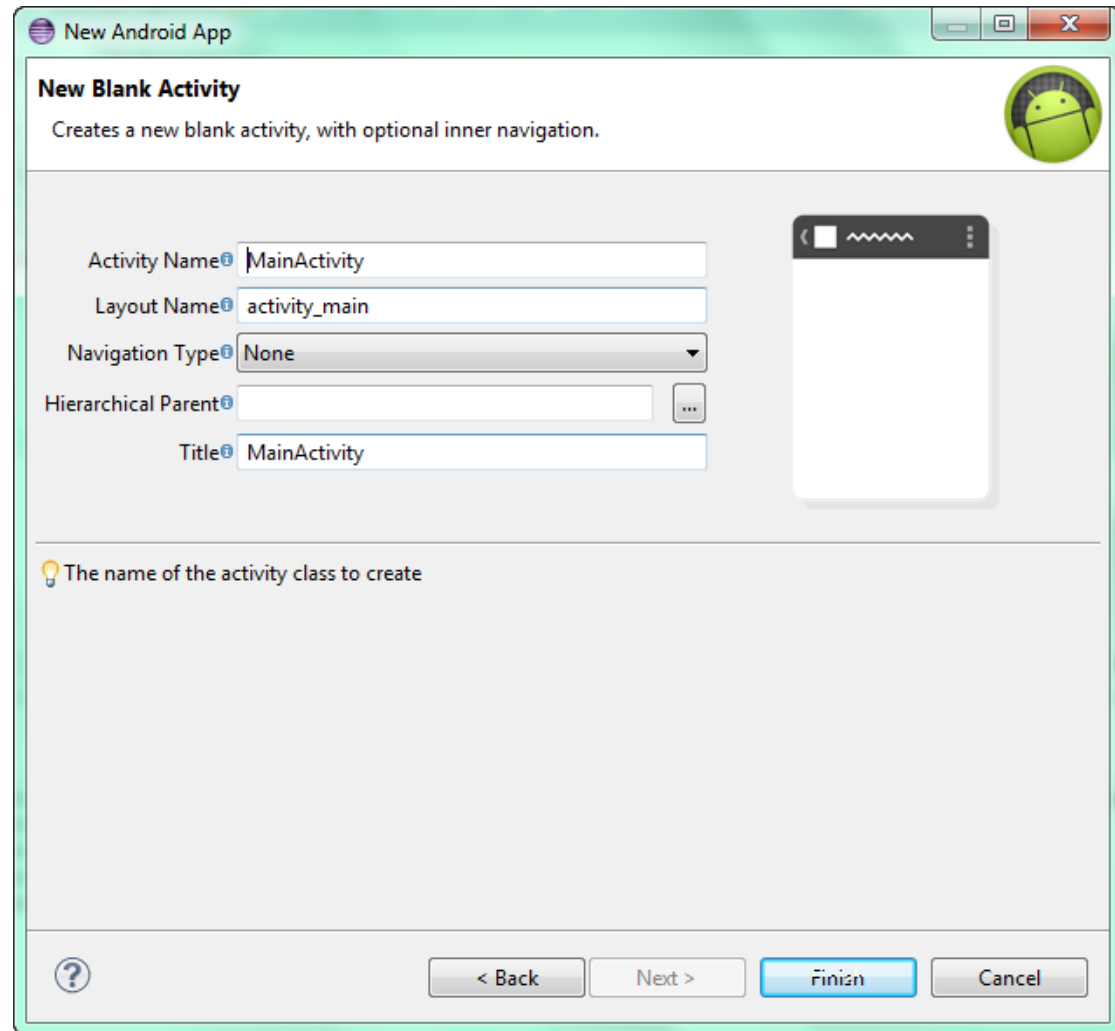 New Android App
New Blank Activity
Creates a new blank activity, with optional inner navigation.
Activity Name MainActivity
Layout Name activity_main
Navigation Type None
Hierarchical Parent ...
Title MainActivity
The name of the activity class to create
< Back Next > Finish Cancel